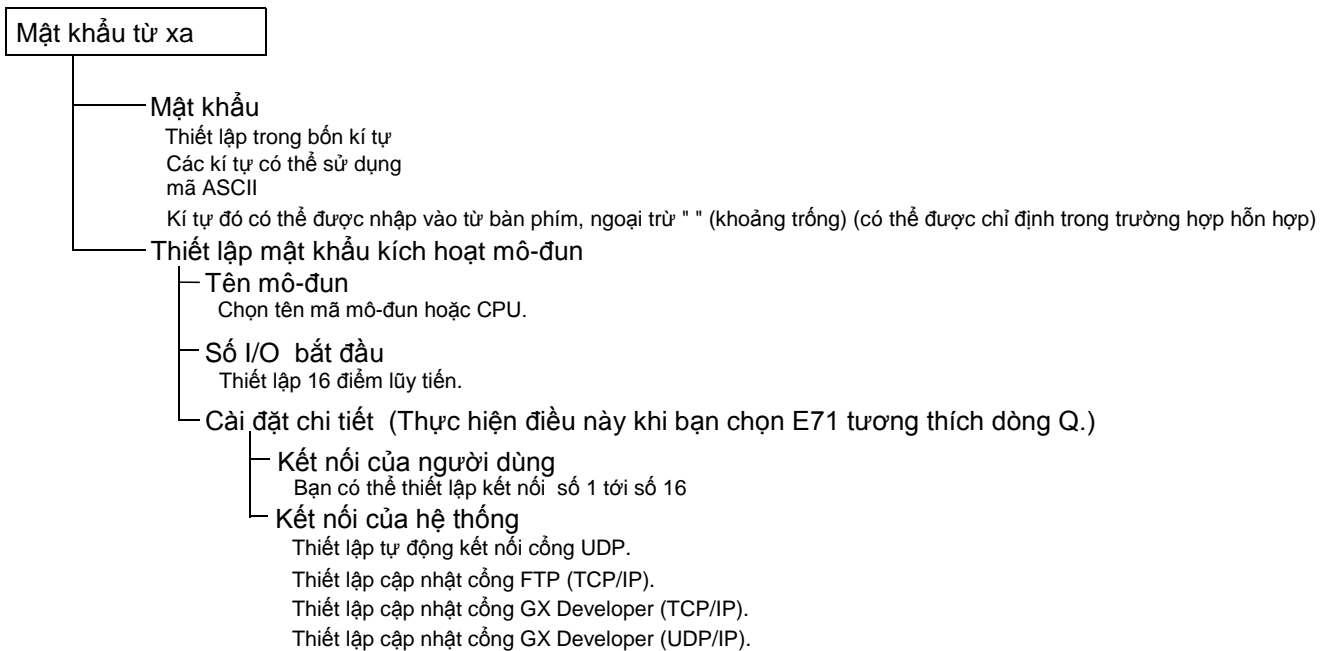 Mật khẩu từ xa
Mật khẩu
Thiết lập trong bốn kí tự
Các kí tự có thể sử dụng
mã ASCII
Kí tự đó có thể được nhập vào từ bàn phím, ngoại trừ " " (khoảng trống) (có thể được chỉ định trong trường hợp hỗn hợp)
Thiết lập mật khẩu kích hoạt mô-đun
Tên mô-đun
Chọn tên mã mô-đun hoặc CPU.
Số I/O bắt đầu
Thiết lập 16 điểm lũy tiến.
Cài đặt chi tiết (Thực hiện điều này khi bạn chọn E71 tương thích dòng Q.)
Kết nối của người dùng
Bạn có thể thiết lập kết nối số 1 tới số 16
Kết nối của hệ thống
Thiết lập tự động kết nối cổng UDP.
Thiết lập cập nhật cổng FTP (TCP/IP).
Thiết lập cập nhật cổng GX Developer (TCP/IP).
Thiết lập cập nhật cổng GX Developer (UDP/IP).